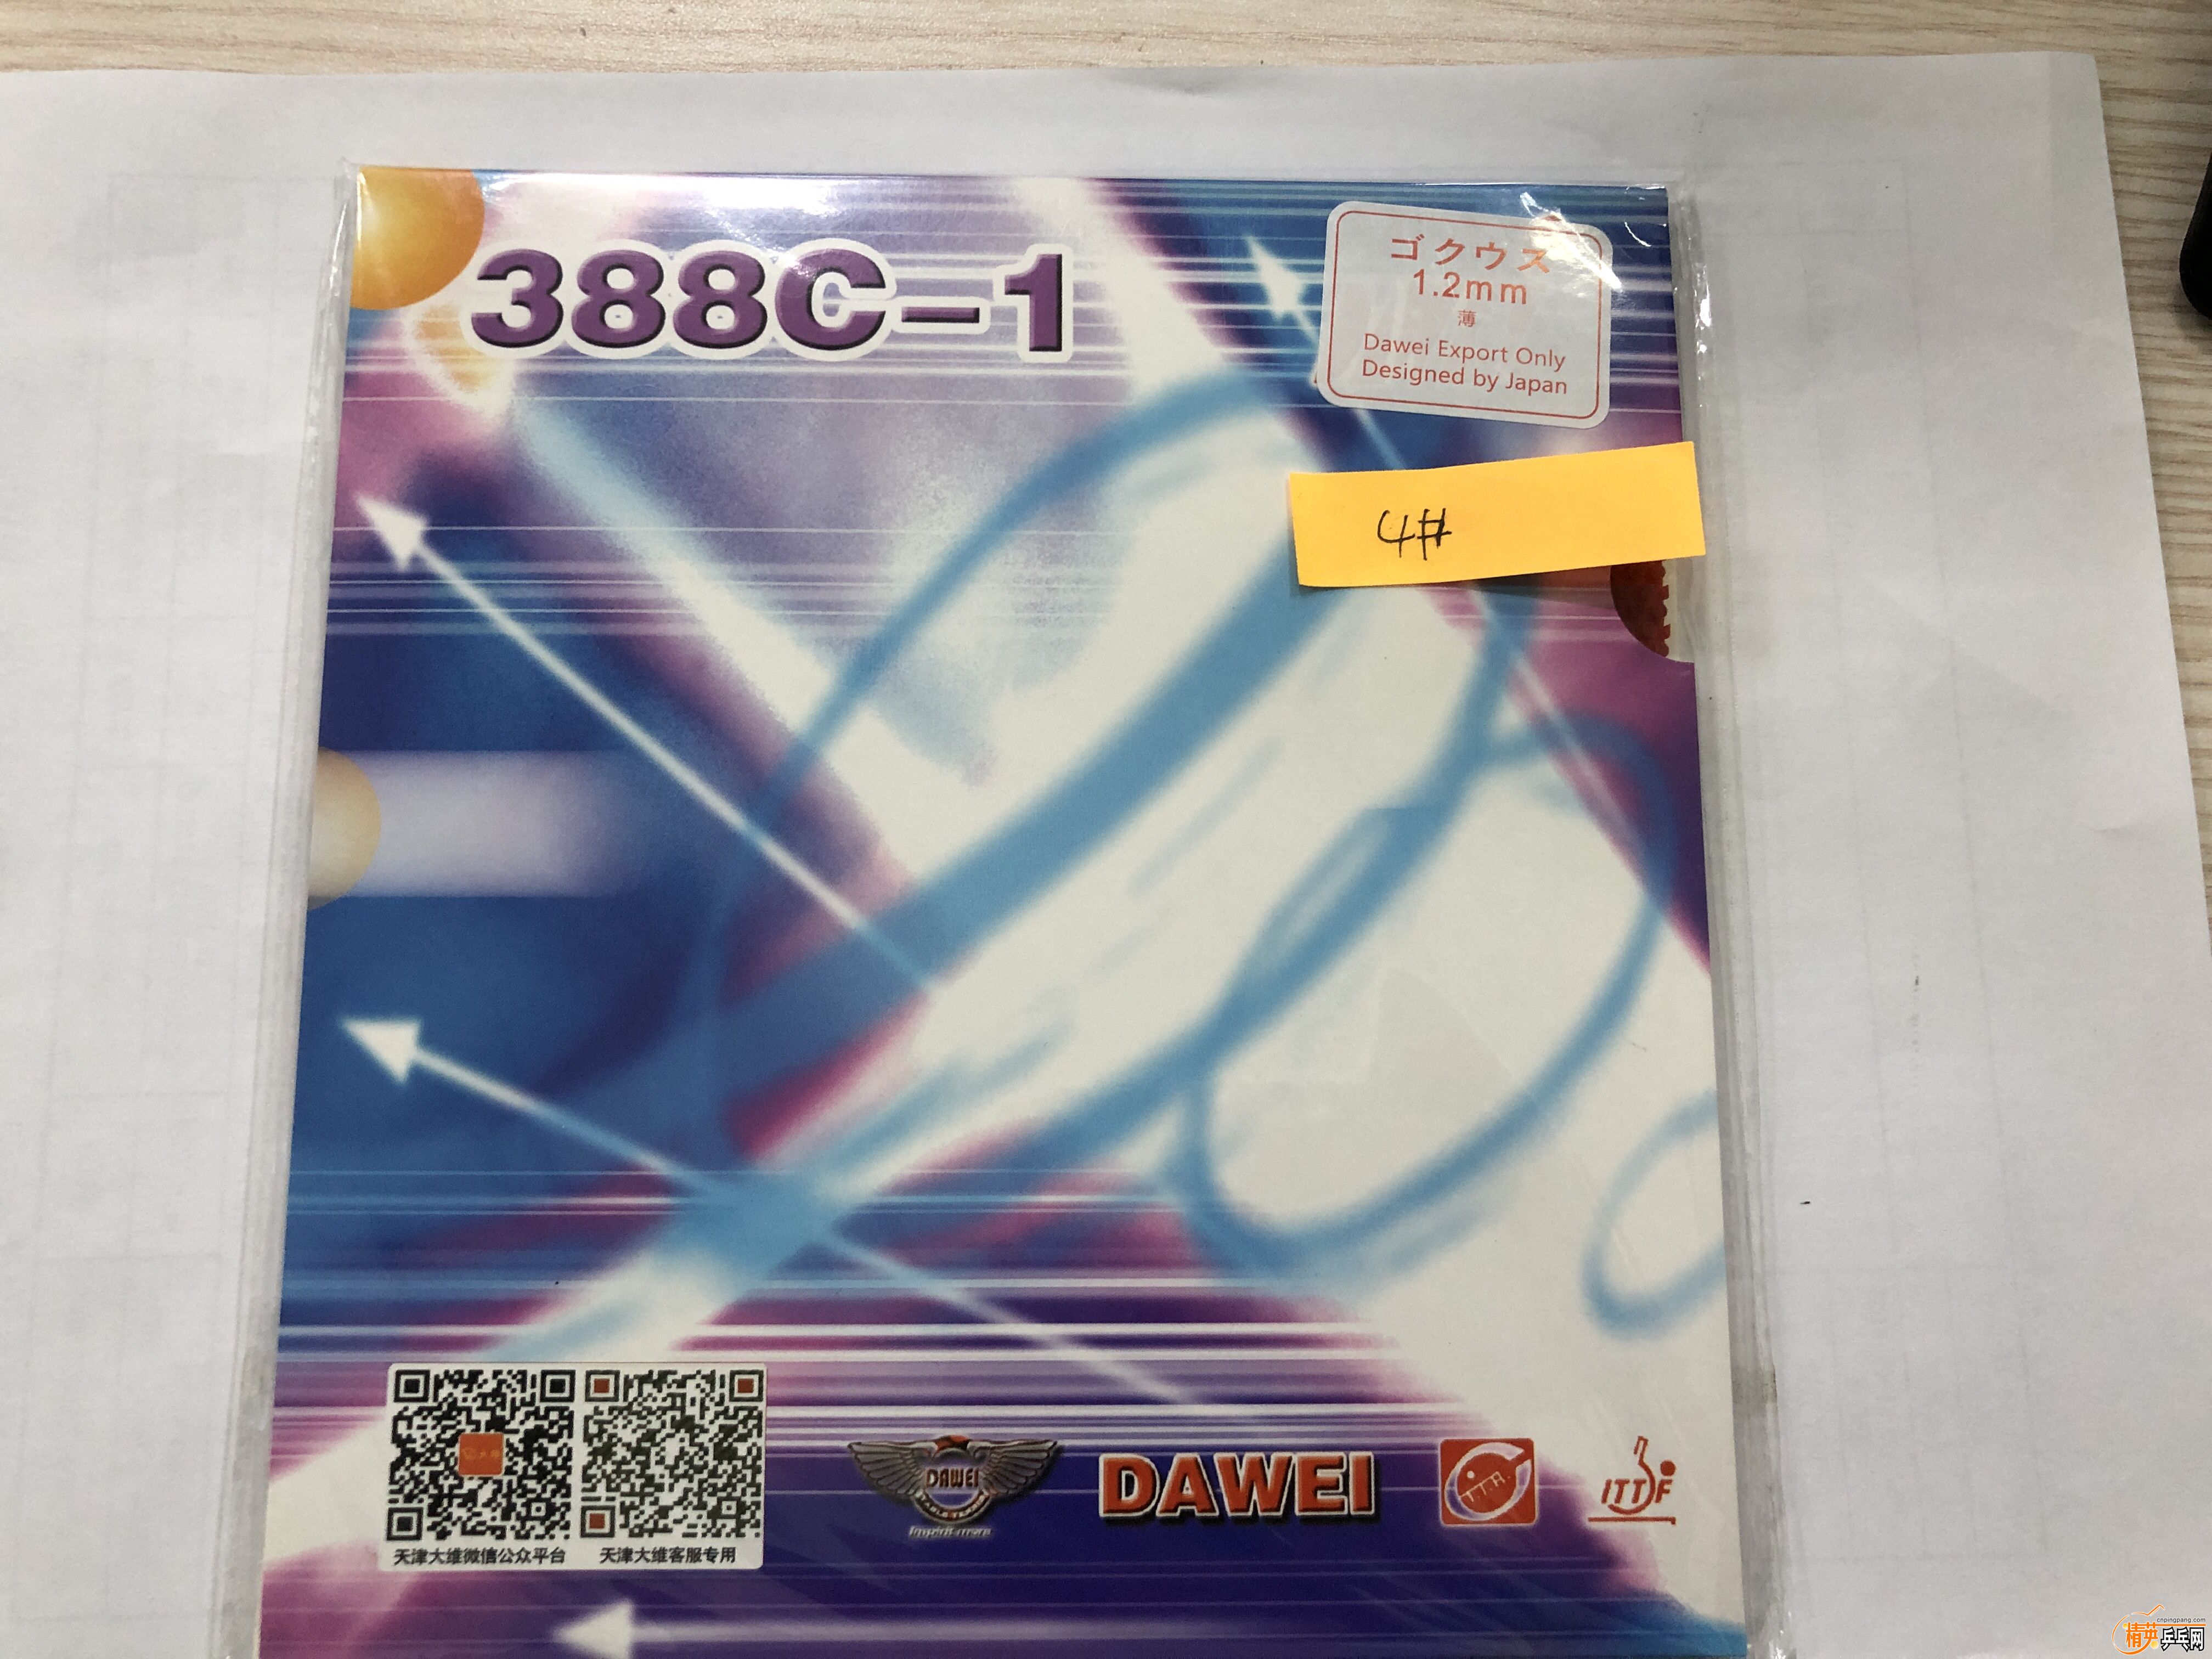 388C-1
ゴクウス
1.2mm
薄
Dawei Export Only
Designed by Japan
4#
天津大维微信公众平台
天津大维客服专用
DAWEI
DAWEI
ITTF
cnpingpang.com
精英乒乓网